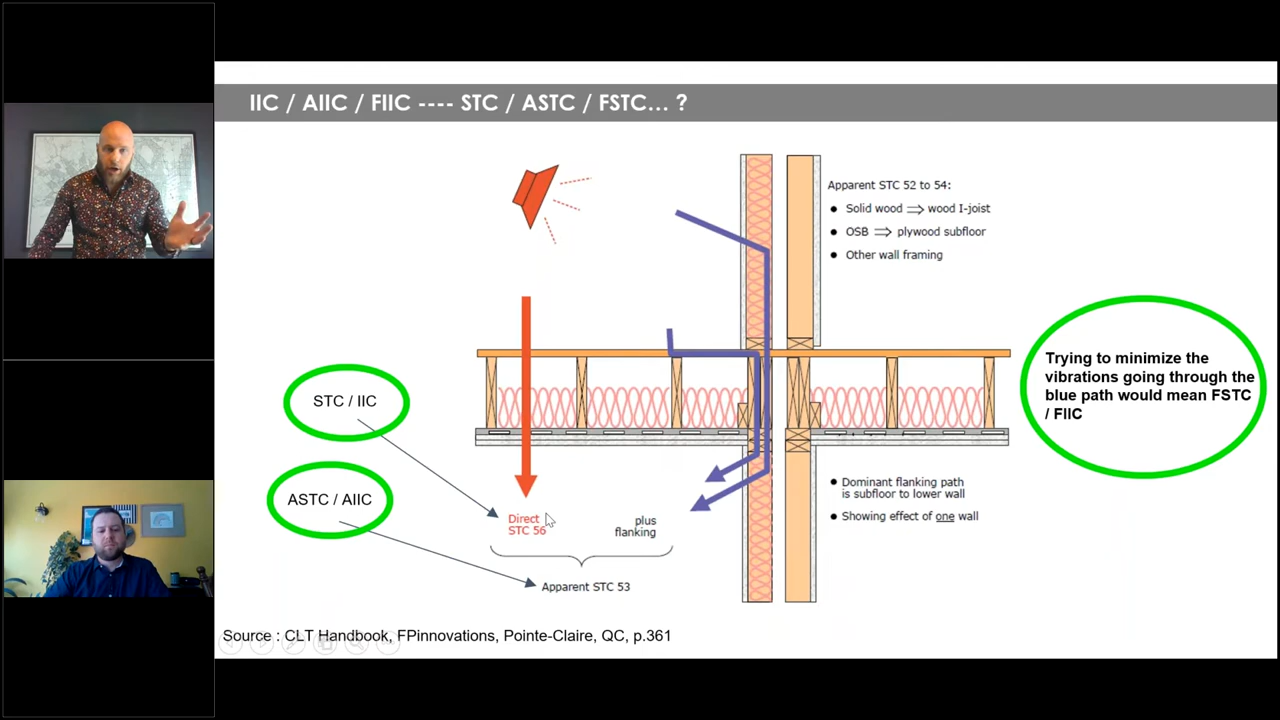 IIC / AIIC / FIIC ---- STC / ASTC / FSTC... ?
Apparent STC 52 to 54:
Solid wood ⇒ wood I-joist
OSB ⇒ plywood subfloor
Other wall framing
Trying to minimize the
vibrations going through the
blue path would mean FSTC
/ FIIC
STC / IIC
ASTC / AIIC
Direct
STC 56
plus
flanking
Apparent STC 53
Dominant flanking path
is subfloor to lower wall
Showing effect of one wall
Source : CLT Handbook, FPinnovations, Pointe-Claire, QC, p.361